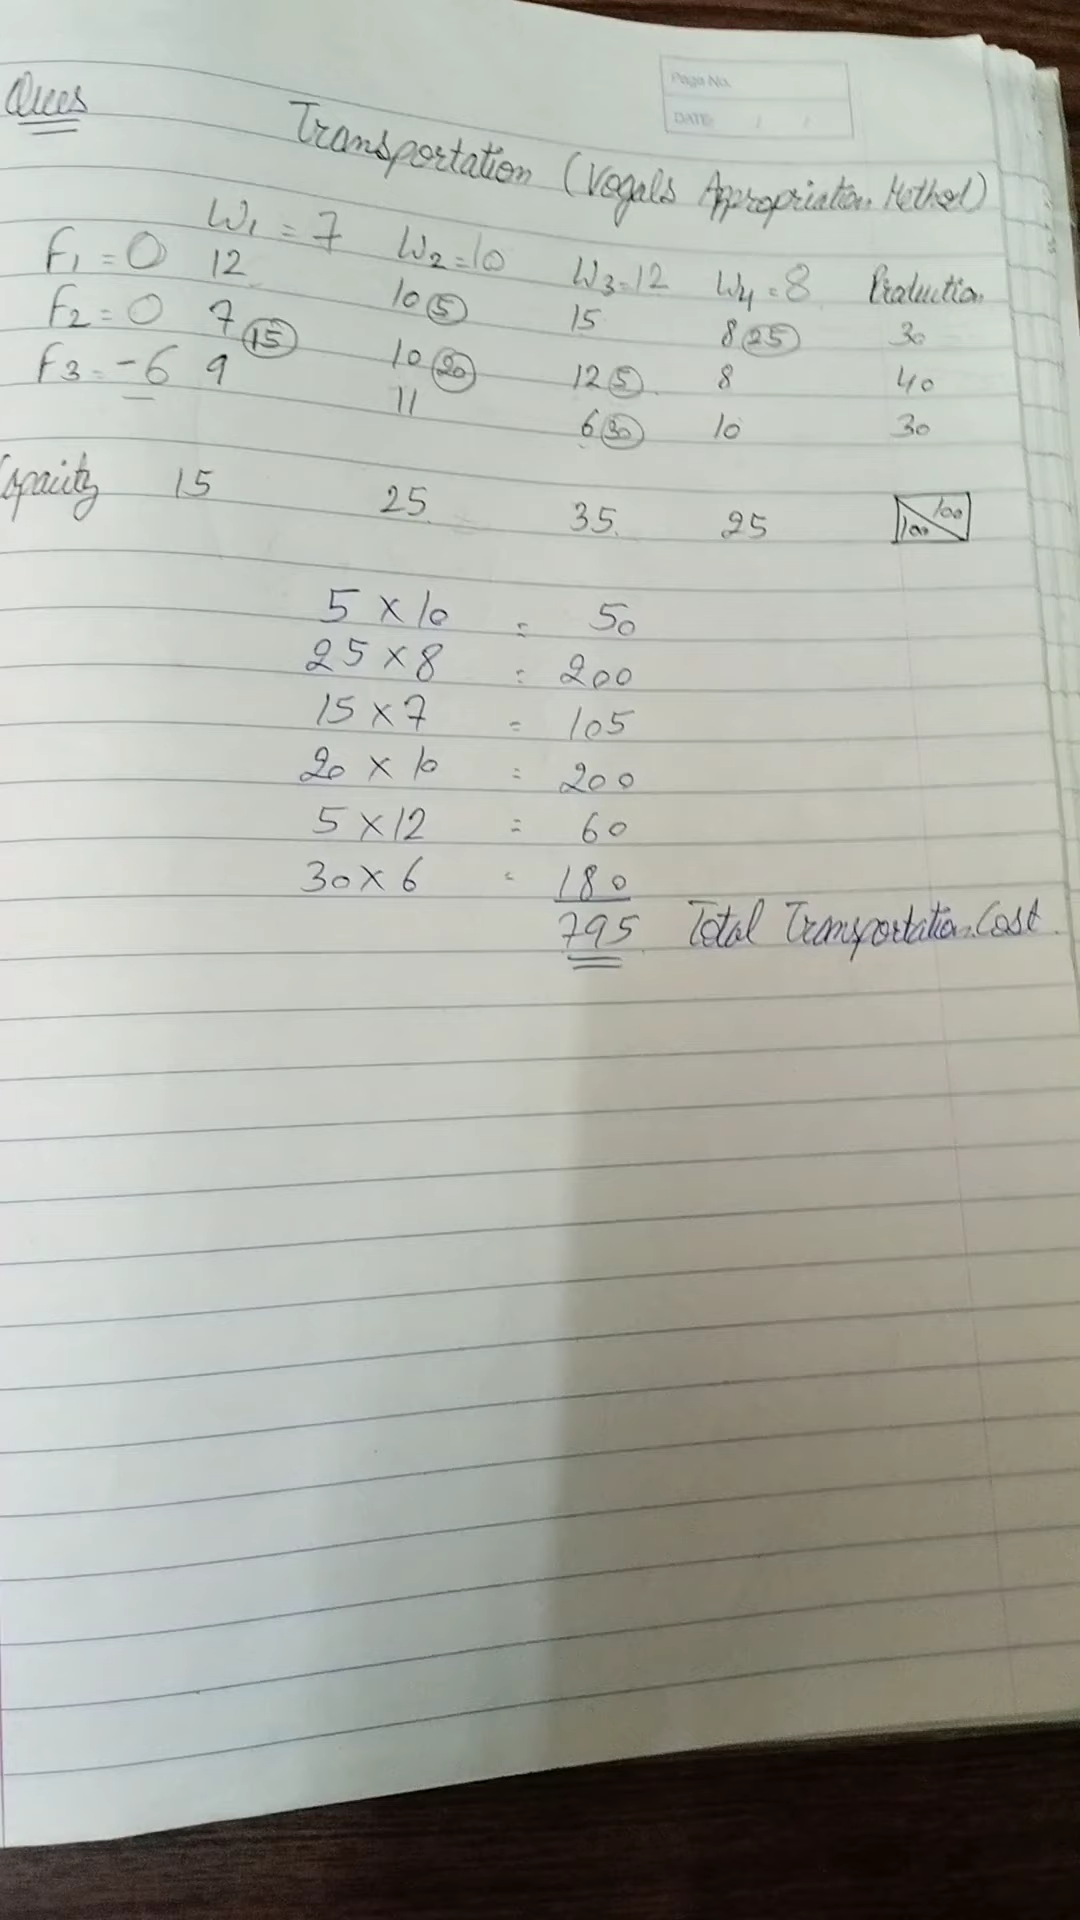 Ques
Page No.
DATE: / /
Transportation (Vogals Appropriation Method)
W1 = 7 W2 = 10 W3 = 12 W4 = 8 Production
F1 = 0 12 10 (5) 15 8 (25) 30
F2 = 0 7 (15) 10 (20) 12 (5) 8 40
F3 = -6 9 11 6 (30) 10 30
Capacity 15 25 35 25 100 100
5 × 10 = 50
25 × 8 = 200
15 × 7 = 105
20 × 10 = 200
5 × 12 = 60
30 × 6 = 180
795 Total Transportation Cost